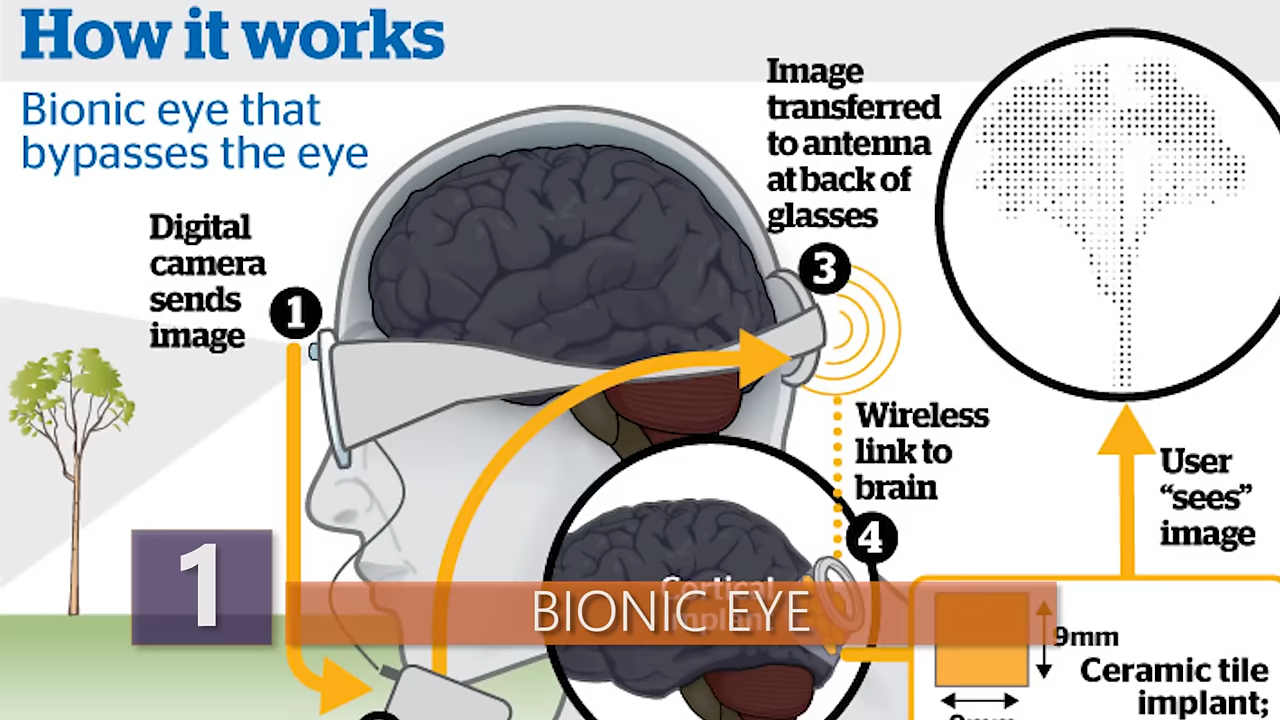 How it works
Bionic eye that
bypasses the eye
Digital
camera
sends
image
1
Image
transferred
to antenna
at back of
glasses
3
Wireless
link to
brain
4
User
“sees”
image
Cortical
implant
1
BIONIC EYE
9mm
Ceramic tile
implant;